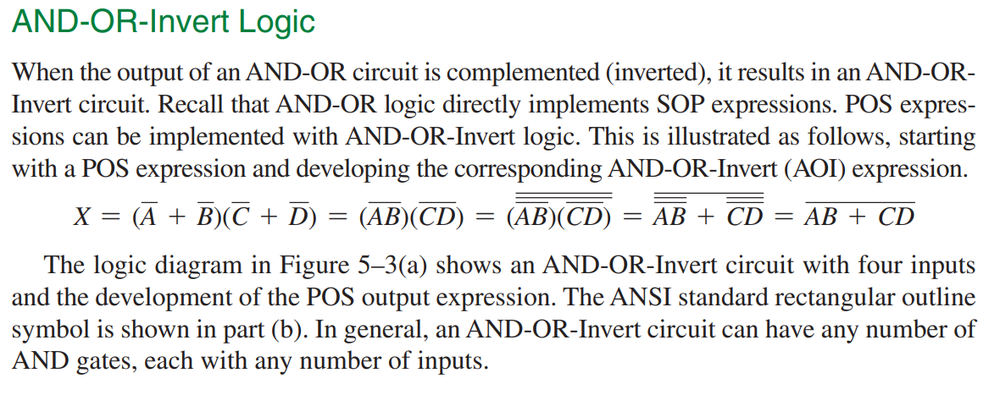 AND-OR-Invert Logic
When the output of an AND-OR circuit is complemented (inverted), it results in an AND-OR-
Invert circuit. Recall that AND-OR logic directly implements SOP expressions. POS expres-
sions can be implemented with AND-OR-Invert logic. This is illustrated as follows, starting
with a POS expression and developing the corresponding AND-OR-Invert (AOI) expression.
$X = (\overline{A} + \overline{B})(\overline{C} + \overline{D}) = (\overline{AB})(\overline{CD}) = \overline{\overline{(\overline{AB})(\overline{CD})}} = \overline{\overline{\overline{AB}} + \overline{\overline{CD}}} = \overline{AB + CD}$
The logic diagram in Figure 5–3(a) shows an AND-OR-Invert circuit with four inputs
and the development of the POS output expression. The ANSI standard rectangular outline
symbol is shown in part (b). In general, an AND-OR-Invert circuit can have any number of
AND gates, each with any number of inputs.